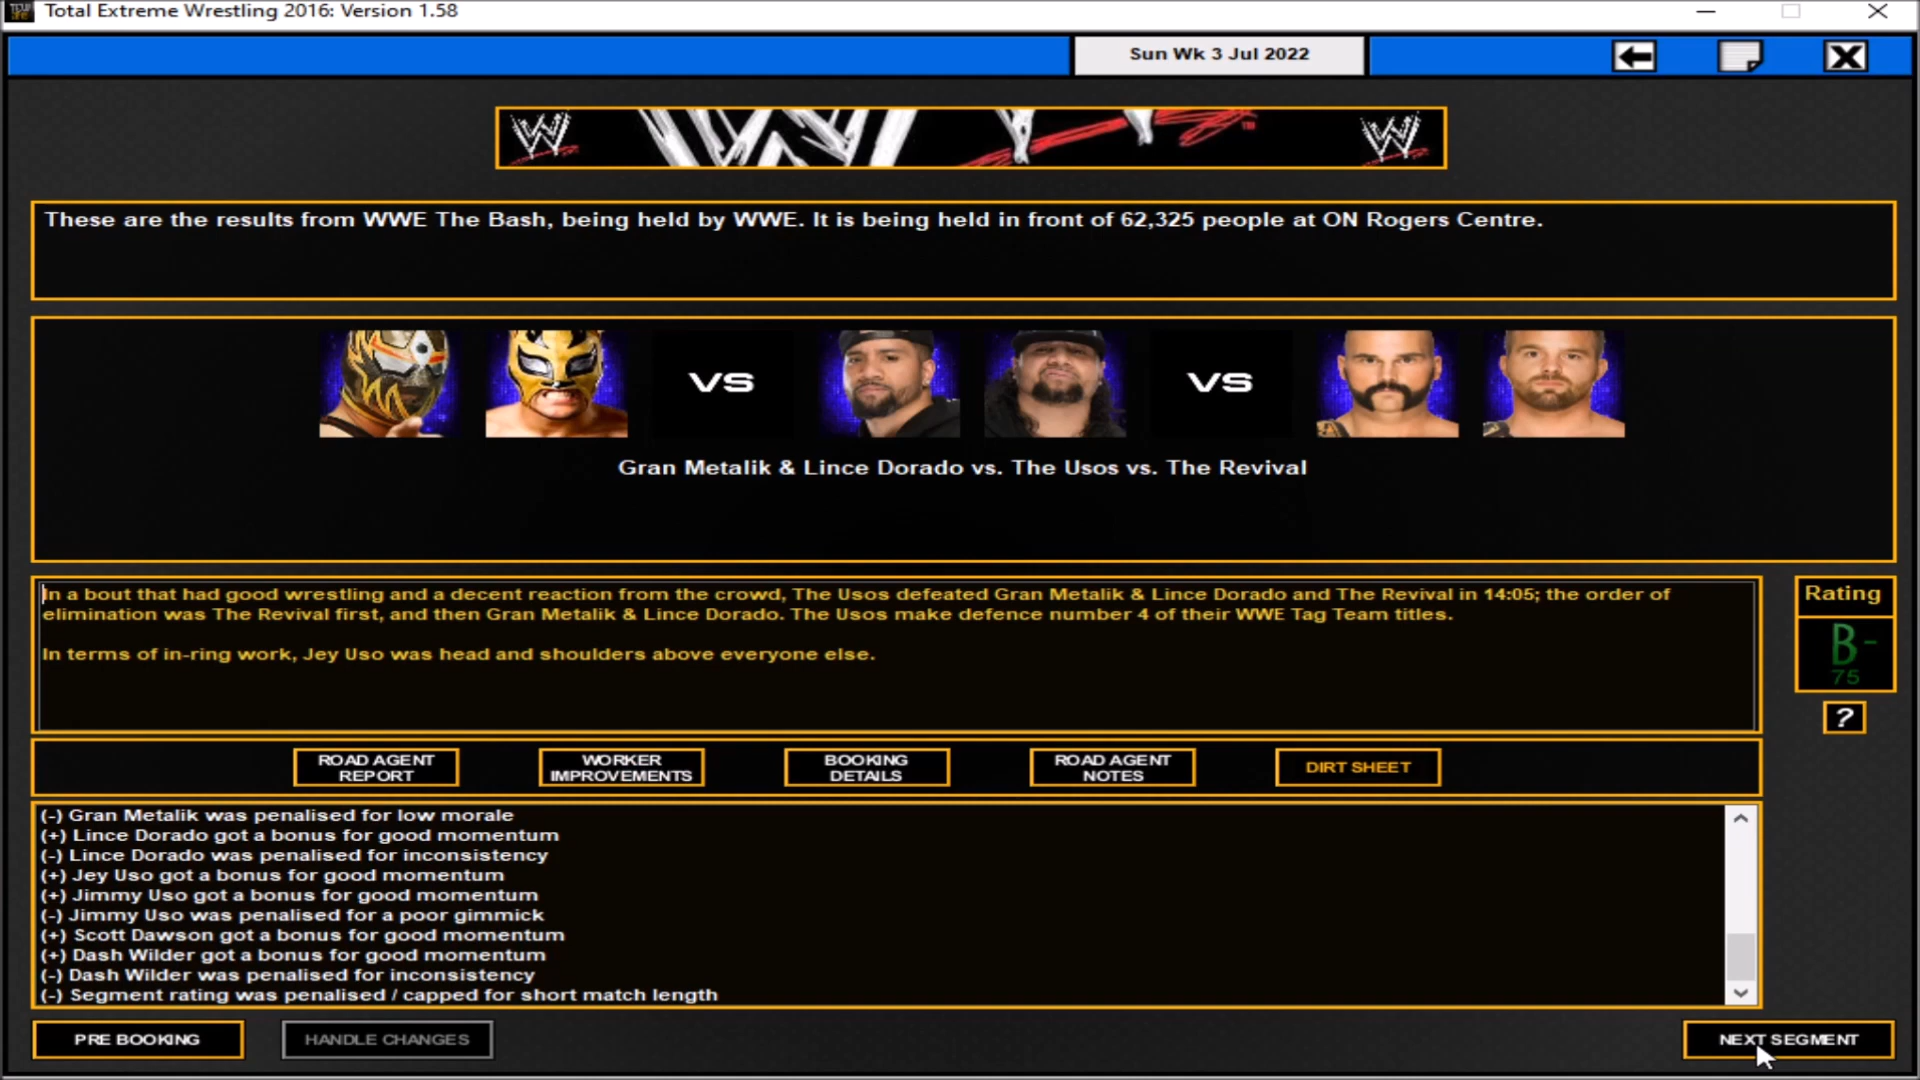 Total Extreme Wrestling 2016: Version 1.58
Sun Wk 3 Jul 2022
These are the results from WWE The Bash, being held by WWE. It is being held in front of 62,325 people at ON Rogers Centre.
VS
VS
Gran Metalik & Lince Dorado vs. The Usos vs. The Revival
In a bout that had good wrestling and a decent reaction from the crowd, The Usos defeated Gran Metalik & Lince Dorado and The Revival in 14:05; the order of
elimination was The Revival first, and then Gran Metalik & Lince Dorado. The Usos make defence number 4 of their WWE Tag Team titles.
In terms of in-ring work, Jey Uso was head and shoulders above everyone else.
Rating
B-
75
?
ROAD AGENT
REPORT
WORKER
IMPROVEMENTS
BOOKING
DETAILS
ROAD AGENT
NOTES
DIRT SHEET
(-) Gran Metalik was penalised for low morale
(+) Lince Dorado got a bonus for good momentum
(-) Lince Dorado was penalised for inconsistency
(+) Jey Uso got a bonus for good momentum
(+) Jimmy Uso got a bonus for good momentum
(-) Jimmy Uso was penalised for a poor gimmick
(+) Scott Dawson got a bonus for good momentum
(+) Dash Wilder got a bonus for good momentum
(-) Dash Wilder was penalised for inconsistency
(-) Segment rating was penalised / capped for short match length
PRE BOOKING
HANDLE CHANGES
NEXT SEGMENT